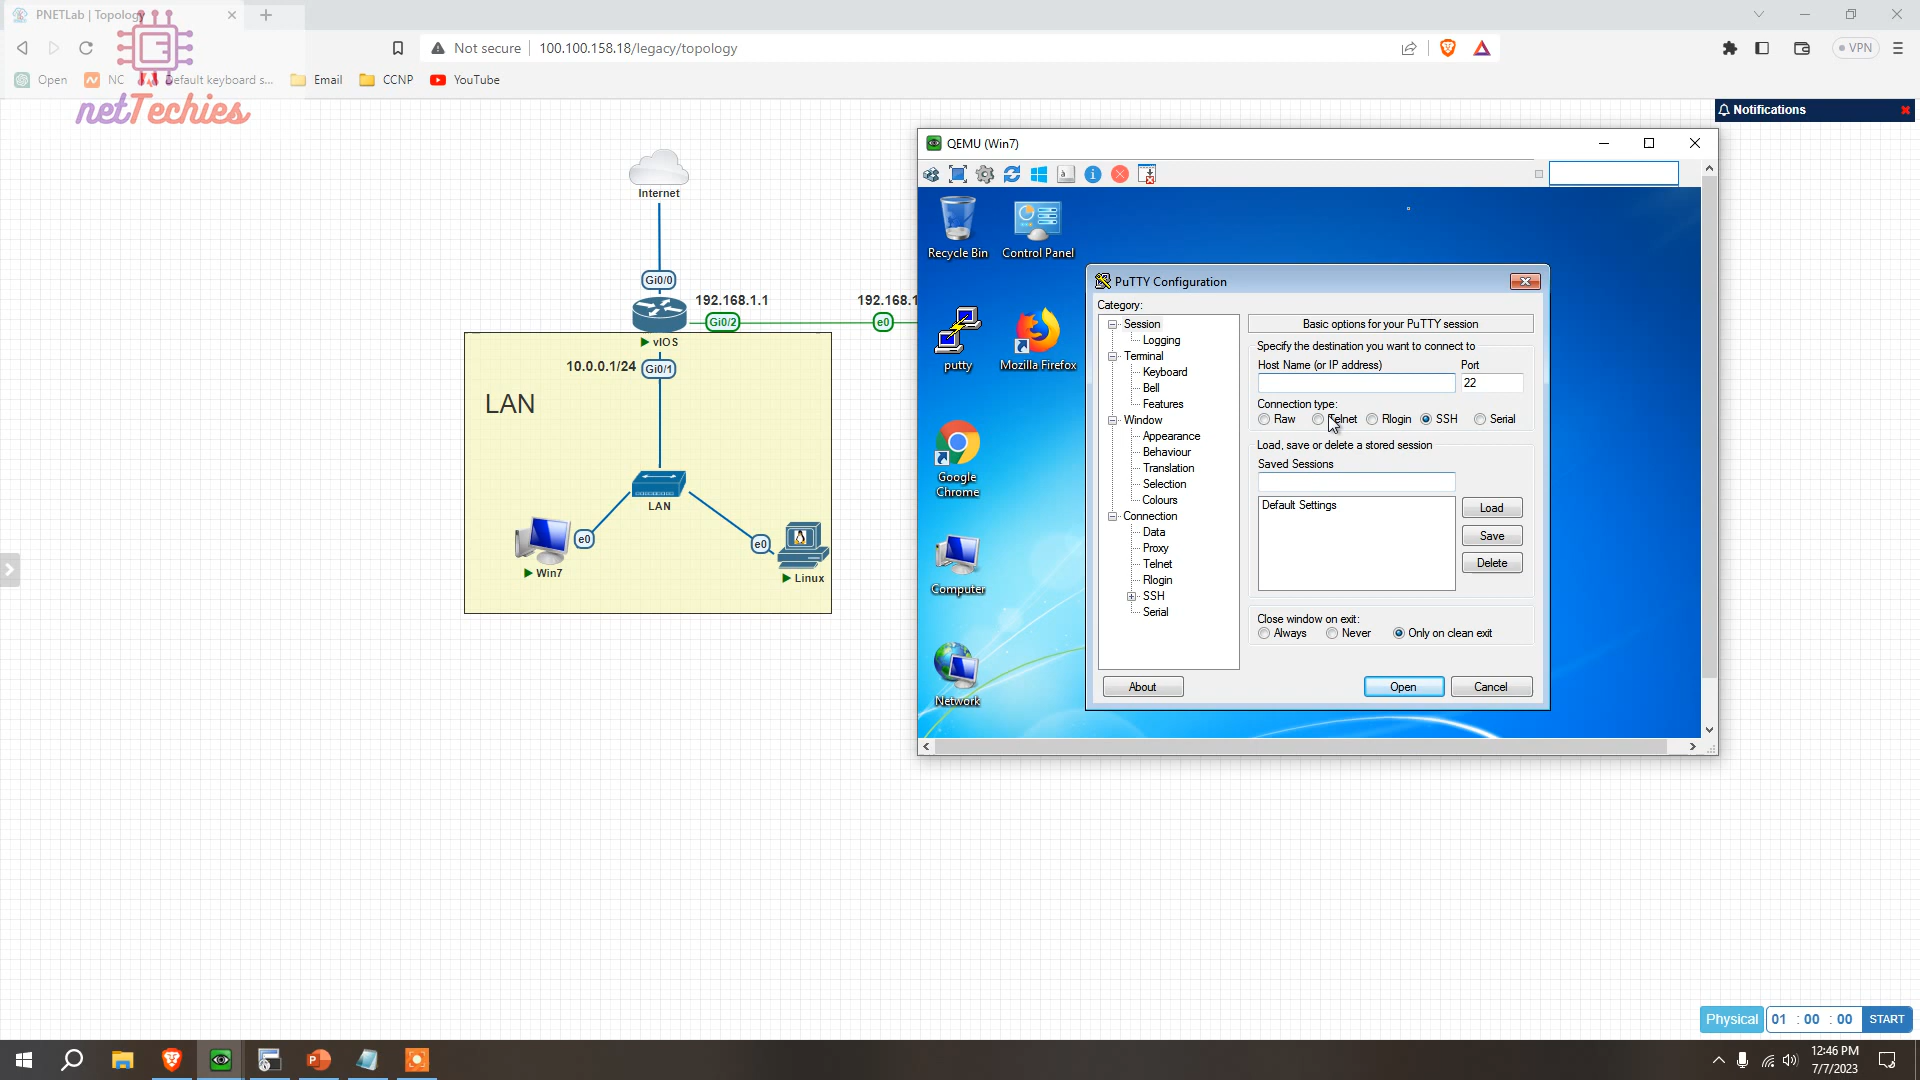 PNETLab | Topology
Not secure
100.100.158.18/legacy/topology
VPN
Open
NC
Default keyboard s...
Email
CCNP
YouTube
netTechies
Notifications
Internet
Gi0/0
192.168.1.1
192.168.1
Gi0/2
e0
vIOS
10.0.0.1/24
Gi0/1
LAN
LAN
e0
e0
Win7
Linux
QEMU (Win7)
Recycle Bin
Control Panel
putty
Mozilla Firefox
Google
Chrome
Computer
Network
PuTTY Configuration
Category:
Session
Logging
Terminal
Keyboard
Bell
Features
Window
Appearance
Behaviour
Translation
Selection
Colours
Connection
Data
Proxy
Telnet
Rlogin
SSH
Serial
Basic options for your PuTTY session
Specify the destination you want to connect to
Host Name (or IP address)
Port
22
Connection type:
Raw
Telnet
Rlogin
SSH
Serial
Load, save or delete a stored session
Saved Sessions
Default Settings
Load
Save
Delete
Close window on exit:
Always
Never
Only on clean exit
About
Open
Cancel
Physical
01 : 00 : 00
START
12:46 PM
7/7/2023